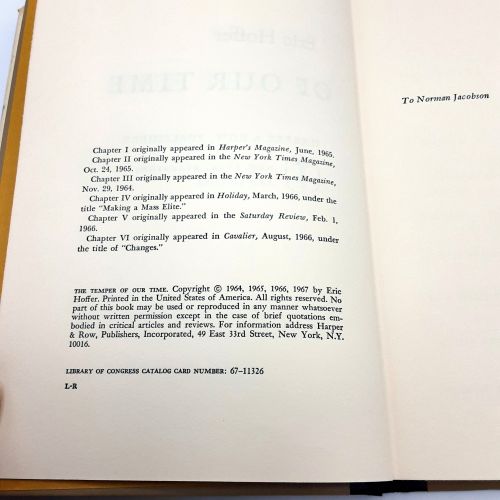 Chapter I originally appeared in Harper's Magazine, June, 1965.
Chapter II originally appeared in the New York Times Magazine,
Oct. 24, 1965.
Chapter III originally appeared in the New York Times Magazine,
Nov. 29, 1964.
Chapter IV originally appeared in Holiday, March, 1966, under the
title "Making a Mass Elite."
Chapter V originally appeared in the Saturday Review, Feb. 1,
1966.
Chapter VI originally appeared in Cavalier, August, 1966, under
the title of "Changes."
THE TEMPER OF OUR TIME. Copyright © 1964, 1965, 1966, 1967 by Eric
Hoffer. Printed in the United States of America. All rights reserved. No
part of this book may be used or reproduced in any manner whatsoever
without written permission except in the case of brief quotations em-
bodied in critical articles and reviews. For information address Harper
& Row, Publishers, Incorporated, 49 East 33rd Street, New York, N.Y.
10016.
LIBRARY OF CONGRESS CATALOG CARD NUMBER: 67-11326
L-R
To Norman Jacobson